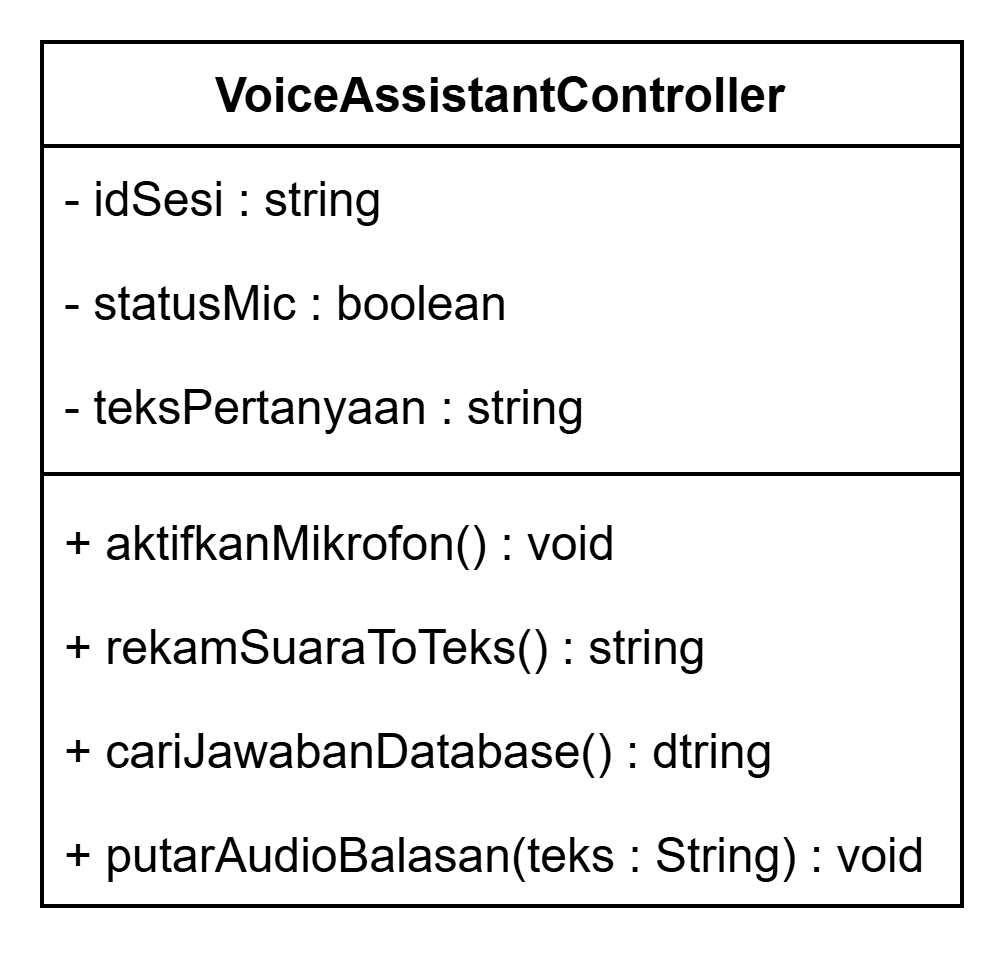 VoiceAssistantController
- idSesi : string
- statusMic : boolean
- teksPertanyaan : string
+ aktifkanMikrofon() : void
+ rekamSuaraToTeks() : string
+ cariJawabanDatabase() : dtring
+ putarAudioBalasan(teks : String) : void